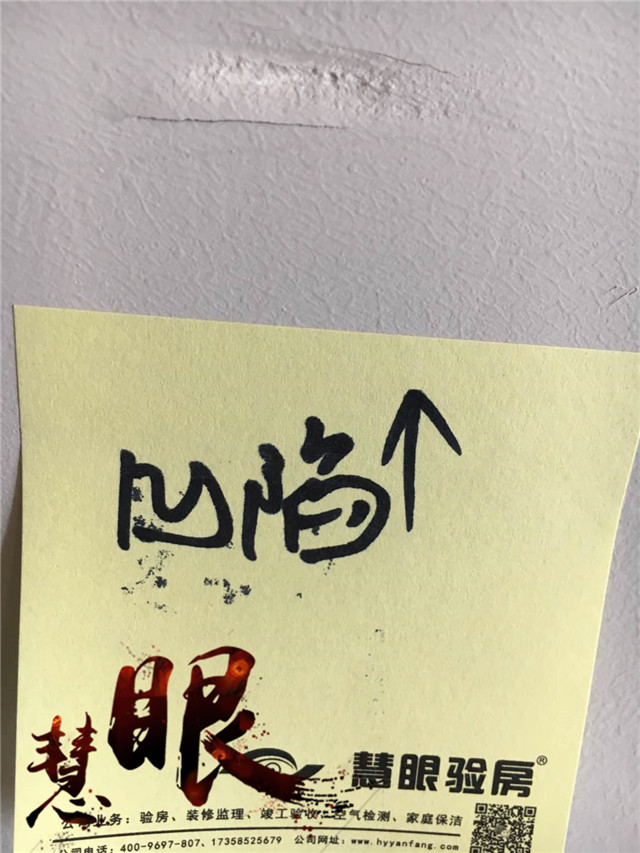 凹陷↑
慧眼
慧眼验房®
业务：验房、装修监理、竣工验收、空气检测、家庭保洁
公司电话：400-9697-807、17358525679 公司网址：www.hyyanfang.com